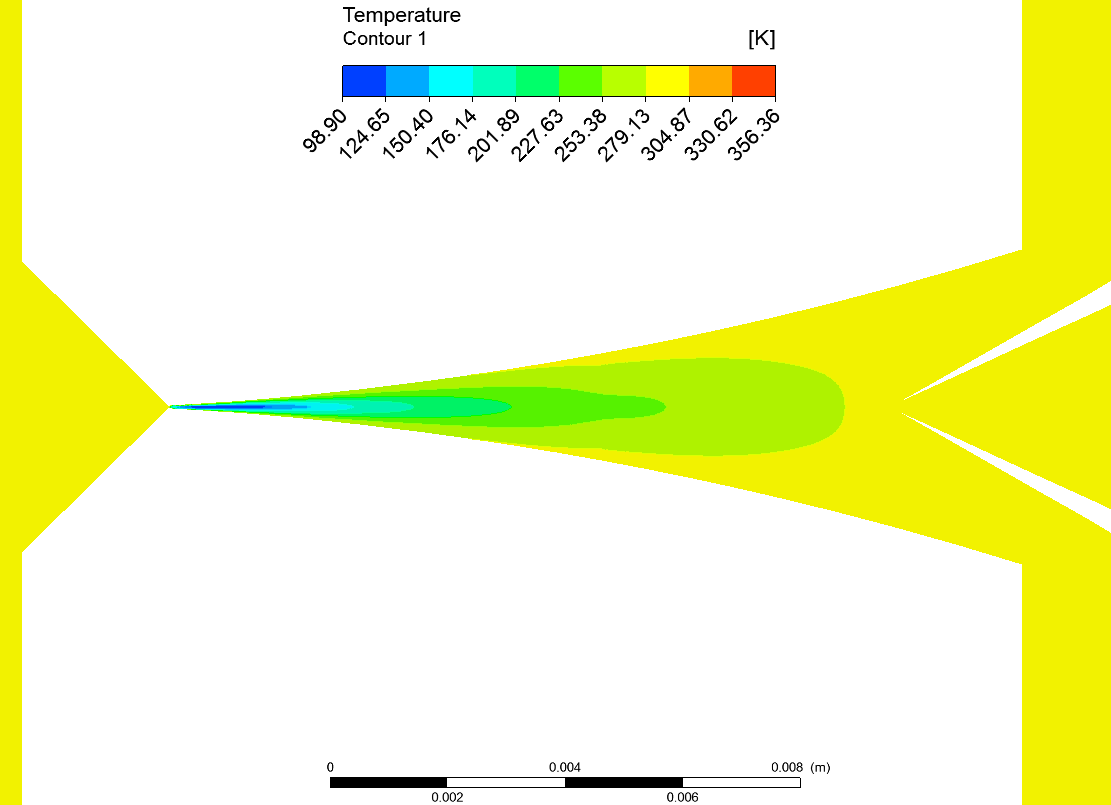 Temperature
Contour 1 [K]
98.90 124.65 150.40 176.14 201.89 227.63 253.38 279.13 304.87 330.62 356.36
0 0.004 0.008 (m)
0.002 0.006